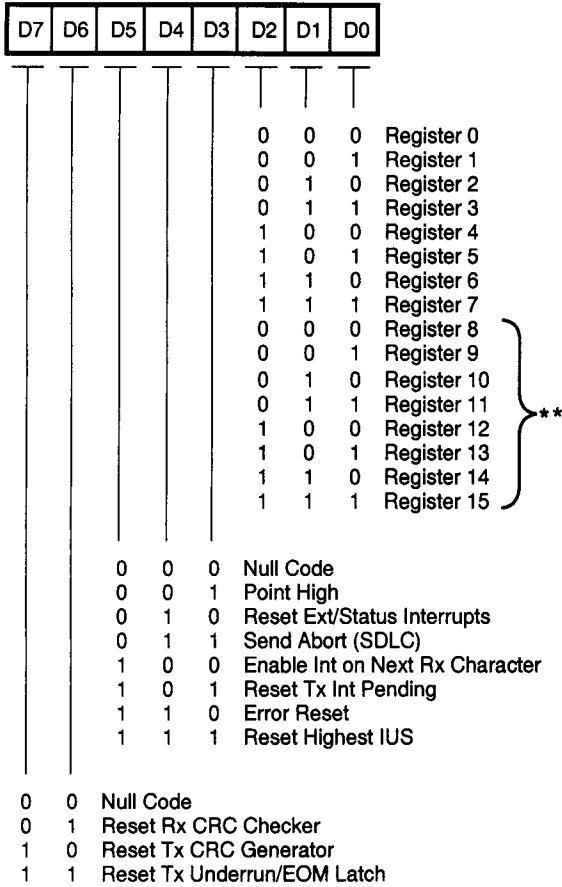 D7 D6 D5 D4 D3 D2 D1 D0
0 0 0 Register 0
0 0 1 Register 1
0 1 0 Register 2
0 1 1 Register 3
1 0 0 Register 4
1 0 1 Register 5
1 1 0 Register 6
1 1 1 Register 7
0 0 0 Register 8
0 0 1 Register 9
0 1 0 Register 10
0 1 1 Register 11
1 0 0 Register 12
1 0 1 Register 13
1 1 0 Register 14
1 1 1 Register 15
**
0 0 0 Null Code
0 0 1 Point High
0 1 0 Reset Ext/Status Interrupts
0 1 1 Send Abort (SDLC)
1 0 0 Enable Int on Next Rx Character
1 0 1 Reset Tx Int Pending
1 1 0 Error Reset
1 1 1 Reset Highest IUS
0 0 Null Code
0 1 Reset Rx CRC Checker
1 0 Reset Tx CRC Generator
1 1 Reset Tx Underrun/EOM Latch